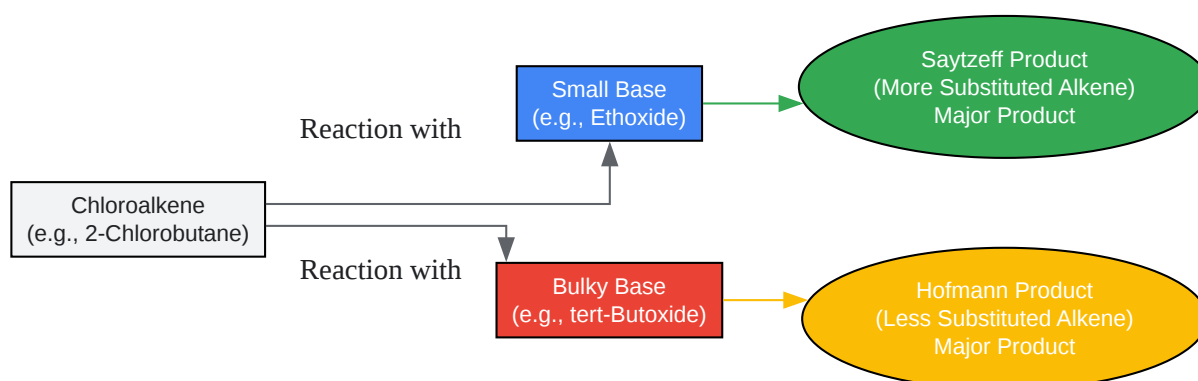 Saytzeff Product
(More Substituted Alkene)
Major Product
Small Base
(e.g., Ethoxide)
Reaction with
Chloroalkene
(e.g., 2-Chlorobutane)
Reaction with
Bulky Base
(e.g., tert-Butoxide)
Hofmann Product
(Less Substituted Alkene)
Major Product